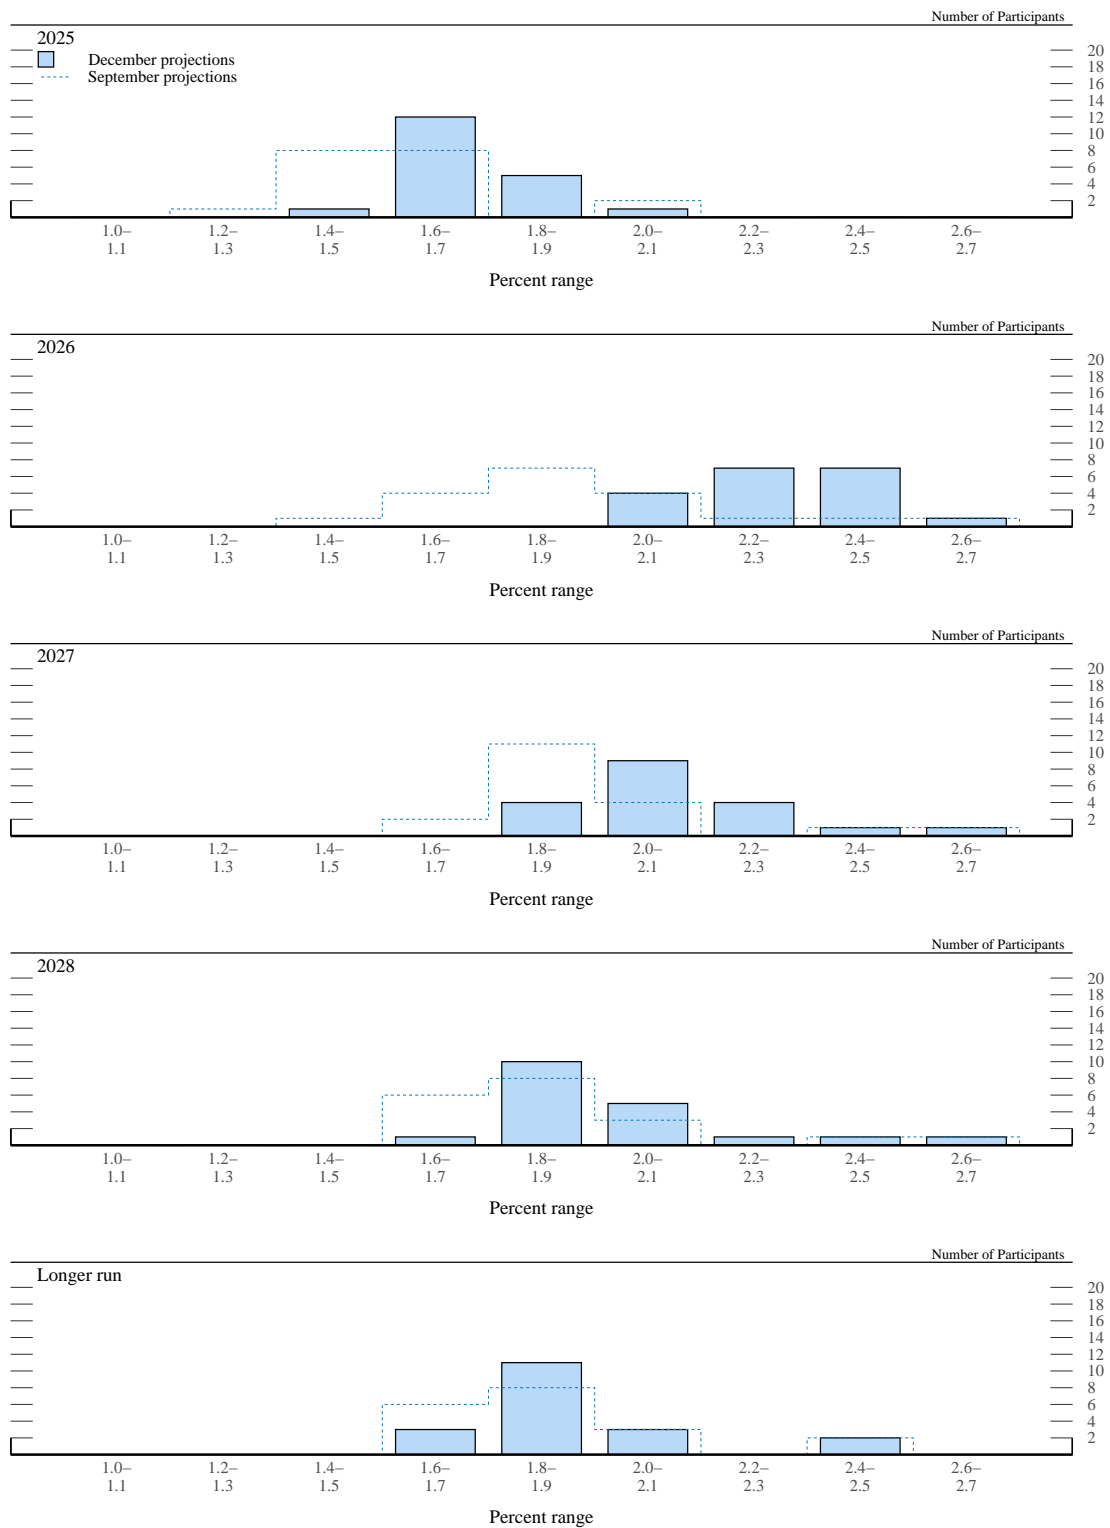 Number of Participants
2025
December projections
September projections
20
18
16
14
12
10
8
6
4
2
1.0– 1.2– 1.4– 1.6– 1.8– 2.0– 2.2– 2.4– 2.6–
1.1 1.3 1.5 1.7 1.9 2.1 2.3 2.5 2.7
Percent range
Number of Participants
2026
20
18
16
14
12
10
8
6
4
2
1.0– 1.2– 1.4– 1.6– 1.8– 2.0– 2.2– 2.4– 2.6–
1.1 1.3 1.5 1.7 1.9 2.1 2.3 2.5 2.7
Percent range
Number of Participants
2027
20
18
16
14
12
10
8
6
4
2
1.0– 1.2– 1.4– 1.6– 1.8– 2.0– 2.2– 2.4– 2.6–
1.1 1.3 1.5 1.7 1.9 2.1 2.3 2.5 2.7
Percent range
Number of Participants
2028
20
18
16
14
12
10
8
6
4
2
1.0– 1.2– 1.4– 1.6– 1.8– 2.0– 2.2– 2.4– 2.6–
1.1 1.3 1.5 1.7 1.9 2.1 2.3 2.5 2.7
Percent range
Number of Participants
Longer run
20
18
16
14
12
10
8
6
4
2
1.0– 1.2– 1.4– 1.6– 1.8– 2.0– 2.2– 2.4– 2.6–
1.1 1.3 1.5 1.7 1.9 2.1 2.3 2.5 2.7
Percent range